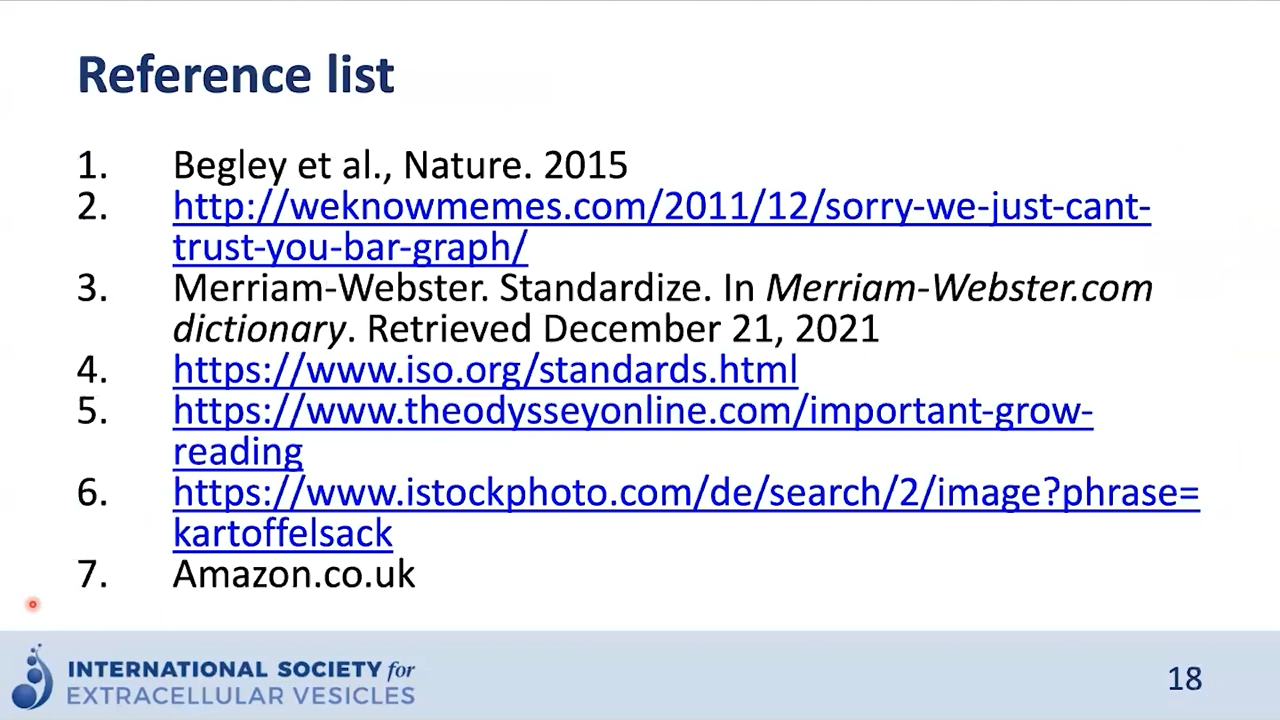 Reference list
1. Begley et al., Nature. 2015
2. http://weknowmemes.com/2011/12/sorry-we-just-cant-
trust-you-bar-graph/
3. Merriam-Webster. Standardize. In Merriam-Webster.com
dictionary. Retrieved December 21, 2021
4. https://www.iso.org/standards.html
5. https://www.theodysseyonline.com/important-grow-
reading
6. https://www.istockphoto.com/de/search/2/image?phrase=
kartoffelsack
7. Amazon.co.uk
INTERNATIONAL SOCIETY for
EXTRACELLULAR VESICLES
18